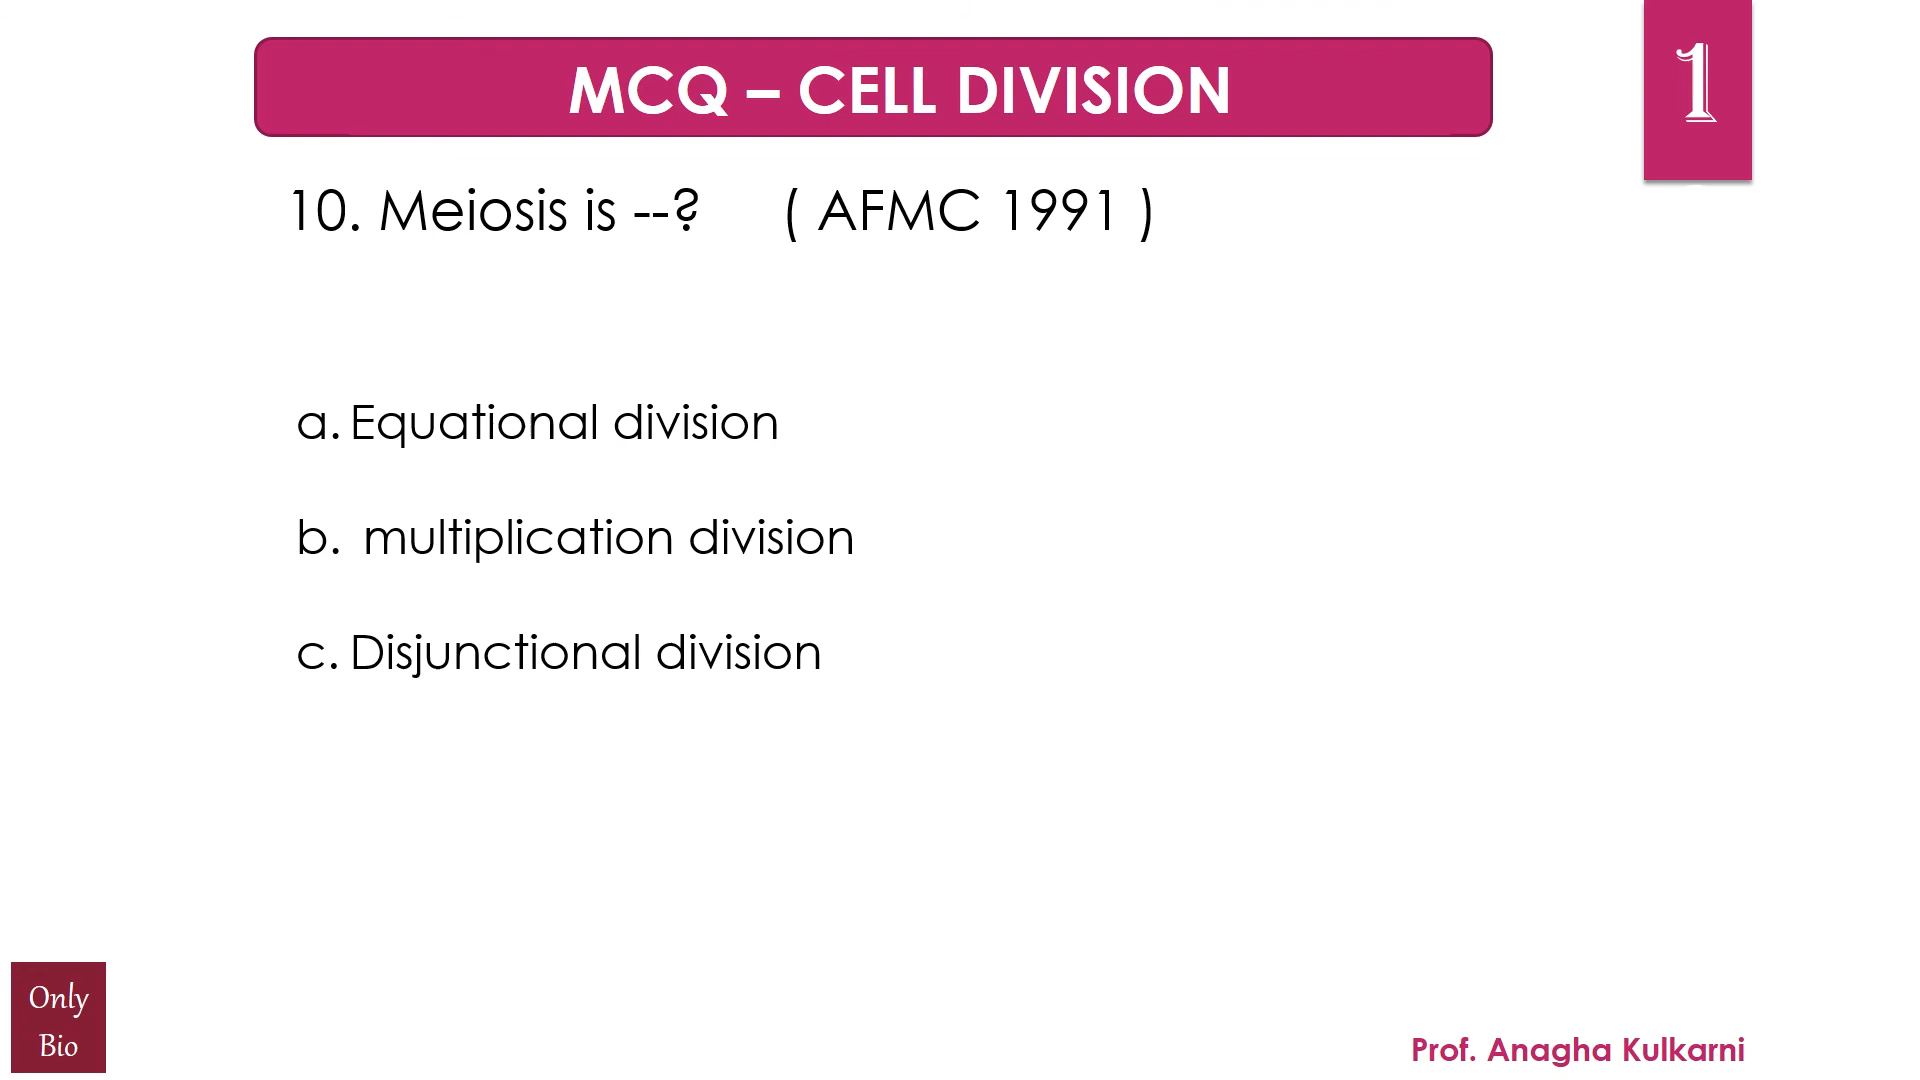 MCQ – CELL DIVISION
1
10. Meiosis is --? ( AFMC 1991 )
a. Equational division
b. multiplication division
c. Disjunctional division
Only
Bio
Prof. Anagha Kulkarni